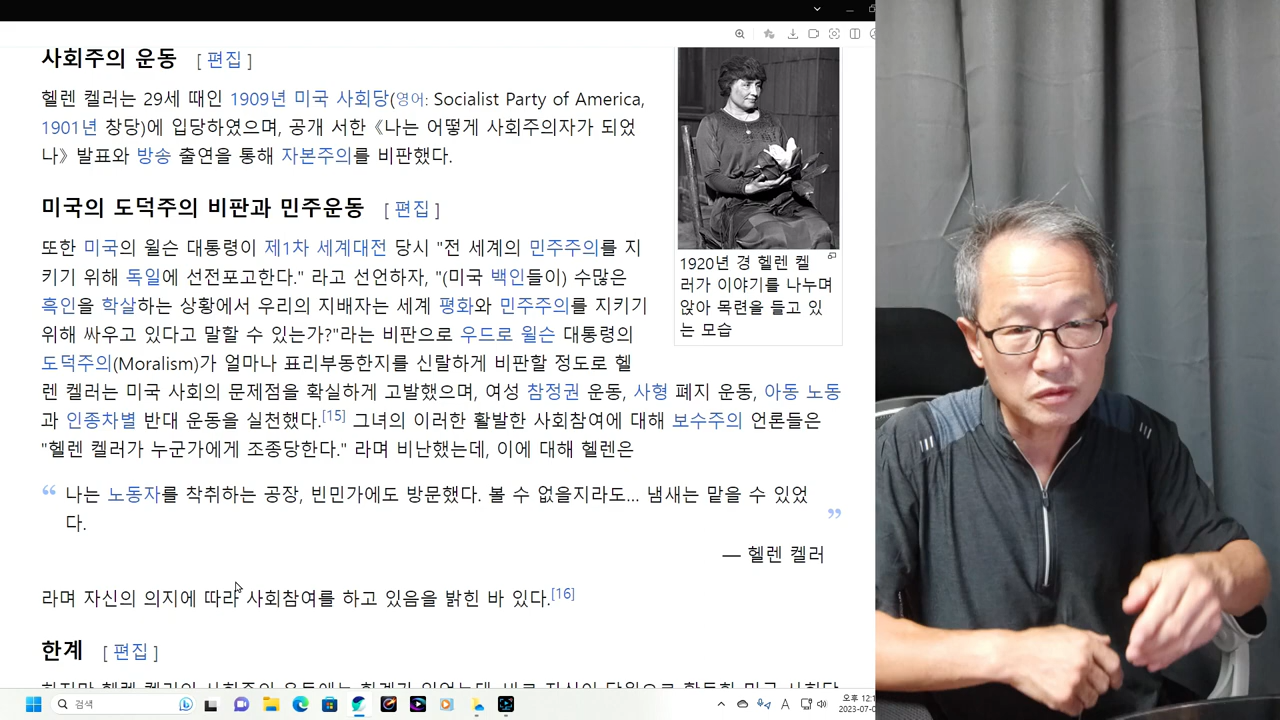 사회주의 운동 [ 편집 ]
헬렌 켈러는 29세 때인 1909년 미국 사회당(영어: Socialist Party of America,
1901년 창당)에 입당하였으며, 공개 서한 《나는 어떻게 사회주의자가 되었
나》 발표와 방송 출연을 통해 자본주의를 비판했다.
1920년 경 헬렌 켈
러가 이야기를 나누며
앉아 목련을 들고 있
는 모습
미국의 도덕주의 비판과 민주운동 [ 편집 ]
또한 미국의 윌슨 대통령이 제1차 세계대전 당시 "전 세계의 민주주의를 지
키기 위해 독일에 선전포고한다." 라고 선언하자, "(미국 백인들이) 수많은
흑인을 학살하는 상황에서 우리의 지배자는 세계 평화와 민주주의를 지키기
위해 싸우고 있다고 말할 수 있는가?"라는 비판으로 우드로 윌슨 대통령의
도덕주의(Moralism)가 얼마나 표리부동한지를 신랄하게 비판할 정도로 헬
렌 켈러는 미국 사회의 문제점을 확실하게 고발했으며, 여성 참정권 운동, 사형 폐지 운동, 아동 노동
과 인종차별 반대 운동을 실천했다.[15] 그녀의 이러한 활발한 사회참여에 대해 보수주의 언론들은
"헬렌 켈러가 누군가에게 조종당한다." 라며 비난했는데, 이에 대해 헬렌은
“ 나는 노동자를 착취하는 공장, 빈민가에도 방문했다. 볼 수 없을지라도... 냄새는 맡을 수 있었
다. ”
— 헬렌 켈러
라며 자신의 의지에 따라 사회참여를 하고 있음을 밝힌 바 있다.[16]
한계 [ 편집 ]
검색
A
오후 12:1
2023-07-0